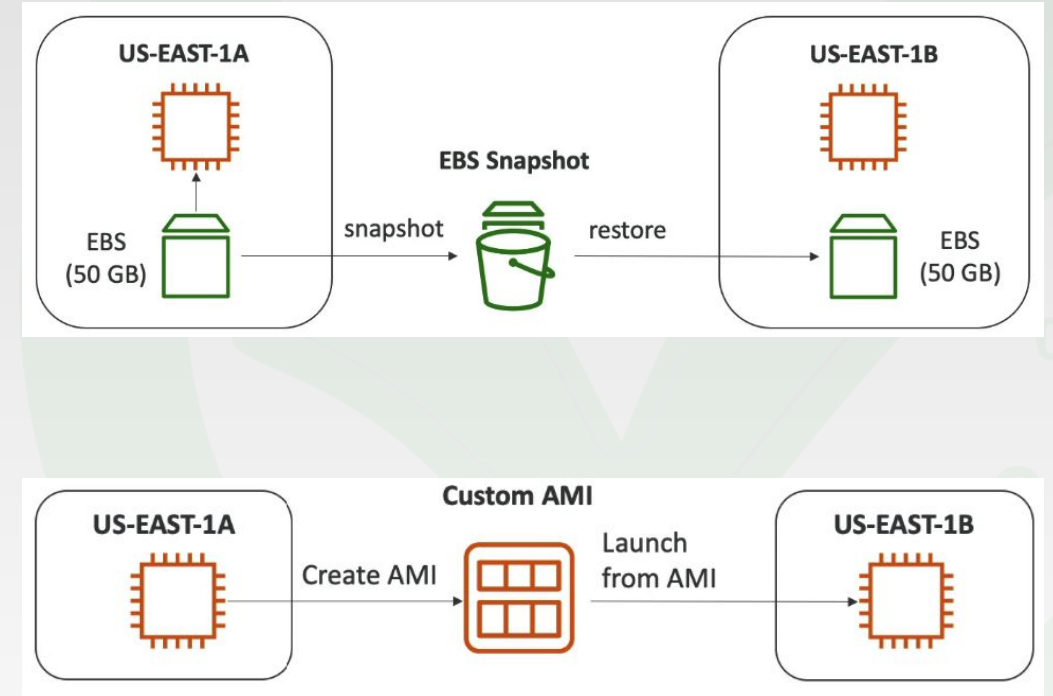 US-EAST-1A
US-EAST-1B
EBS Snapshot
snapshot
restore
EBS
(50 GB)
EBS
(50 GB)
Custom AMI
US-EAST-1A
US-EAST-1B
Create AMI
Launch
from AMI